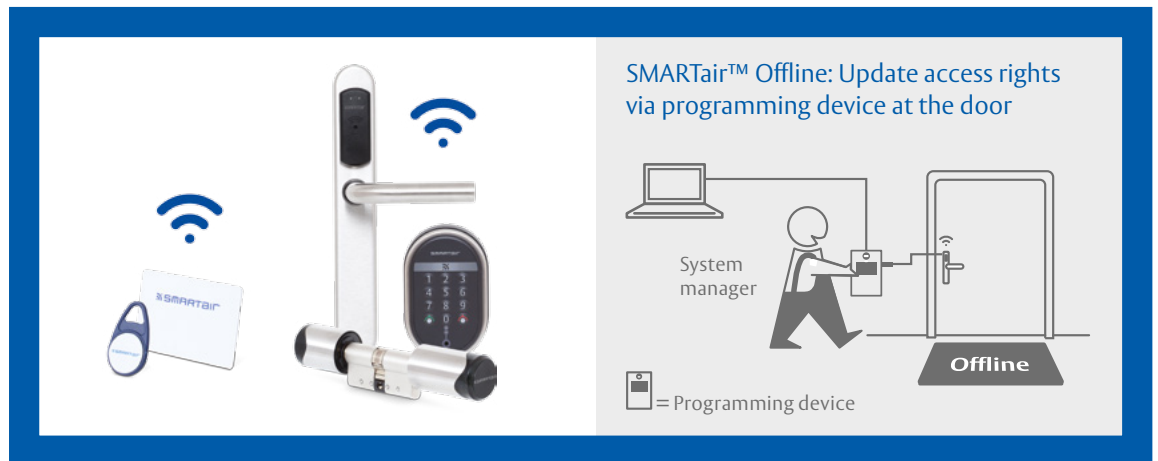 SMARTair™ Offline: Update access rights
via programming device at the door
SMARTair
SMARTair
SMARTair
1 2 3
4 5 6
7 8 9
0
System
manager
Offline
= Programming device